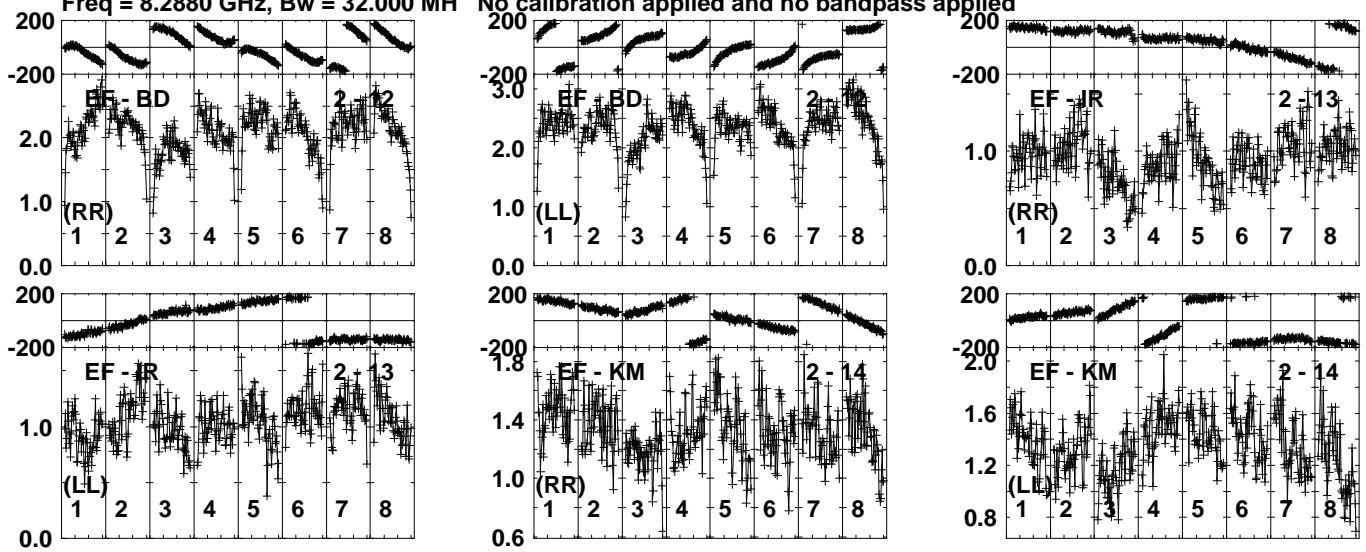 Freq = 8.2880 GHz, Bw = 32.000 MH No calibration applied and no bandpass applied
200
-200
EF - BD 2 - 12
2.0
1.0
(RR)
1 2 3 4 5 6 7 8
0.0
200
-200
3.0
EF - BD 2 - 12
2.0
1.0
(LL)
1 2 3 4 5 6 7 8
0.0
200
-200
EF - JR 2 - 13
1.0
(RR)
1 2 3 4 5 6 7 8
0.0
200
-200
EF - JR 2 - 13
1.0
(LL)
1 2 3 4 5 6 7 8
0.0
200
-200
1.8
EF - KM 2 - 14
1.4
1.0
(RR)
1 2 3 4 5 6 7 8
0.6
200
-200
2.0
EF - KM 2 - 14
1.6
1.2
(LL)
0.8
1 2 3 4 5 6 7 8